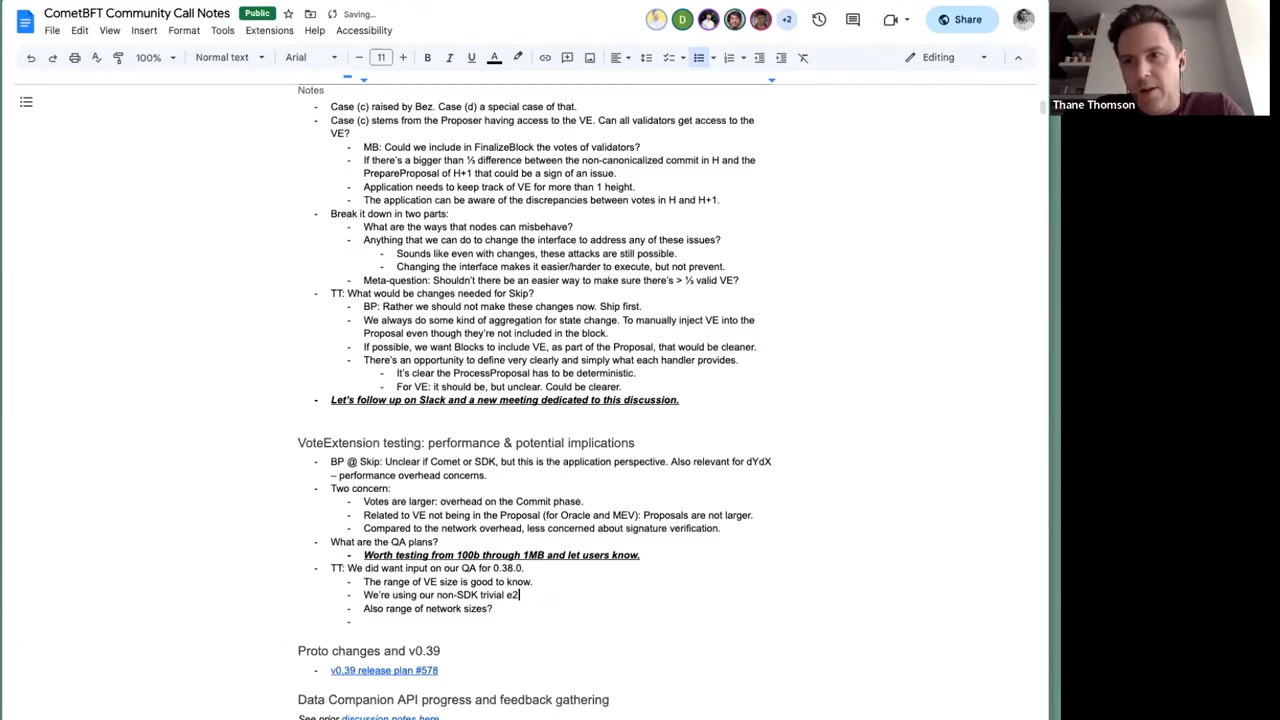 CometBFT Community Call Notes Public Saving...
File Edit View Insert Format Tools Extensions Help Accessibility
D +2 Share
100% Normal text Arial 11 B I U A Editing
Thane Thomson
Notes
- Case (c) raised by Bez. Case (d) a special case of that.
- Case (c) stems from the Proposer having access to the VE. Can all validators get access to the
VE?
- MB: Could we include in FinalizeBlock the votes of validators?
- If there's a bigger than ⅓ difference between the non-canonicalized commit in H and the
PrepareProposal of H+1 that could be a sign of an issue.
- Application needs to keep track of VE for more than 1 height.
- The application can be aware of the discrepancies between votes in H and H+1.
- Break it down in two parts:
- What are the ways that nodes can misbehave?
- Anything that we can do to change the interface to address any of these issues?
- Sounds like even with changes, these attacks are still possible.
- Changing the interface makes it easier/harder to execute, but not prevent.
- Meta-question: Shouldn't there be an easier way to make sure there's > ⅓ valid VE?
- TT: What would be changes needed for Skip?
- BP: Rather we should not make these changes now. Ship first.
- We always do some kind of aggregation for state change. To manually inject VE into the
Proposal even though they're not included in the block.
- If possible, we want Blocks to include VE, as part of the Proposal, that would be cleaner.
- There's an opportunity to define very clearly and simply what each handler provides.
- It's clear the ProcessProposal has to be deterministic.
- For VE: it should be, but unclear. Could be clearer.
- Let's follow up on Slack and a new meeting dedicated to this discussion.
VoteExtension testing: performance & potential implications
- BP @ Skip: Unclear if Comet or SDK, but this is the application perspective. Also relevant for dYdX
– performance overhead concerns.
- Two concern:
- Votes are larger: overhead on the Commit phase.
- Related to VE not being in the Proposal (for Oracle and MEV): Proposals are not larger.
- Compared to the network overhead, less concerned about signature verification.
- What are the QA plans?
- Worth testing from 100b through 1MB and let users know.
- TT: We did want input on our QA for 0.38.0.
- The range of VE size is good to know.
- We're using our non-SDK trivial e2
- Also range of network sizes?
-
Proto changes and v0.39
- v0.39 release plan #578
Data Companion API progress and feedback gathering
See prior discussion notes here